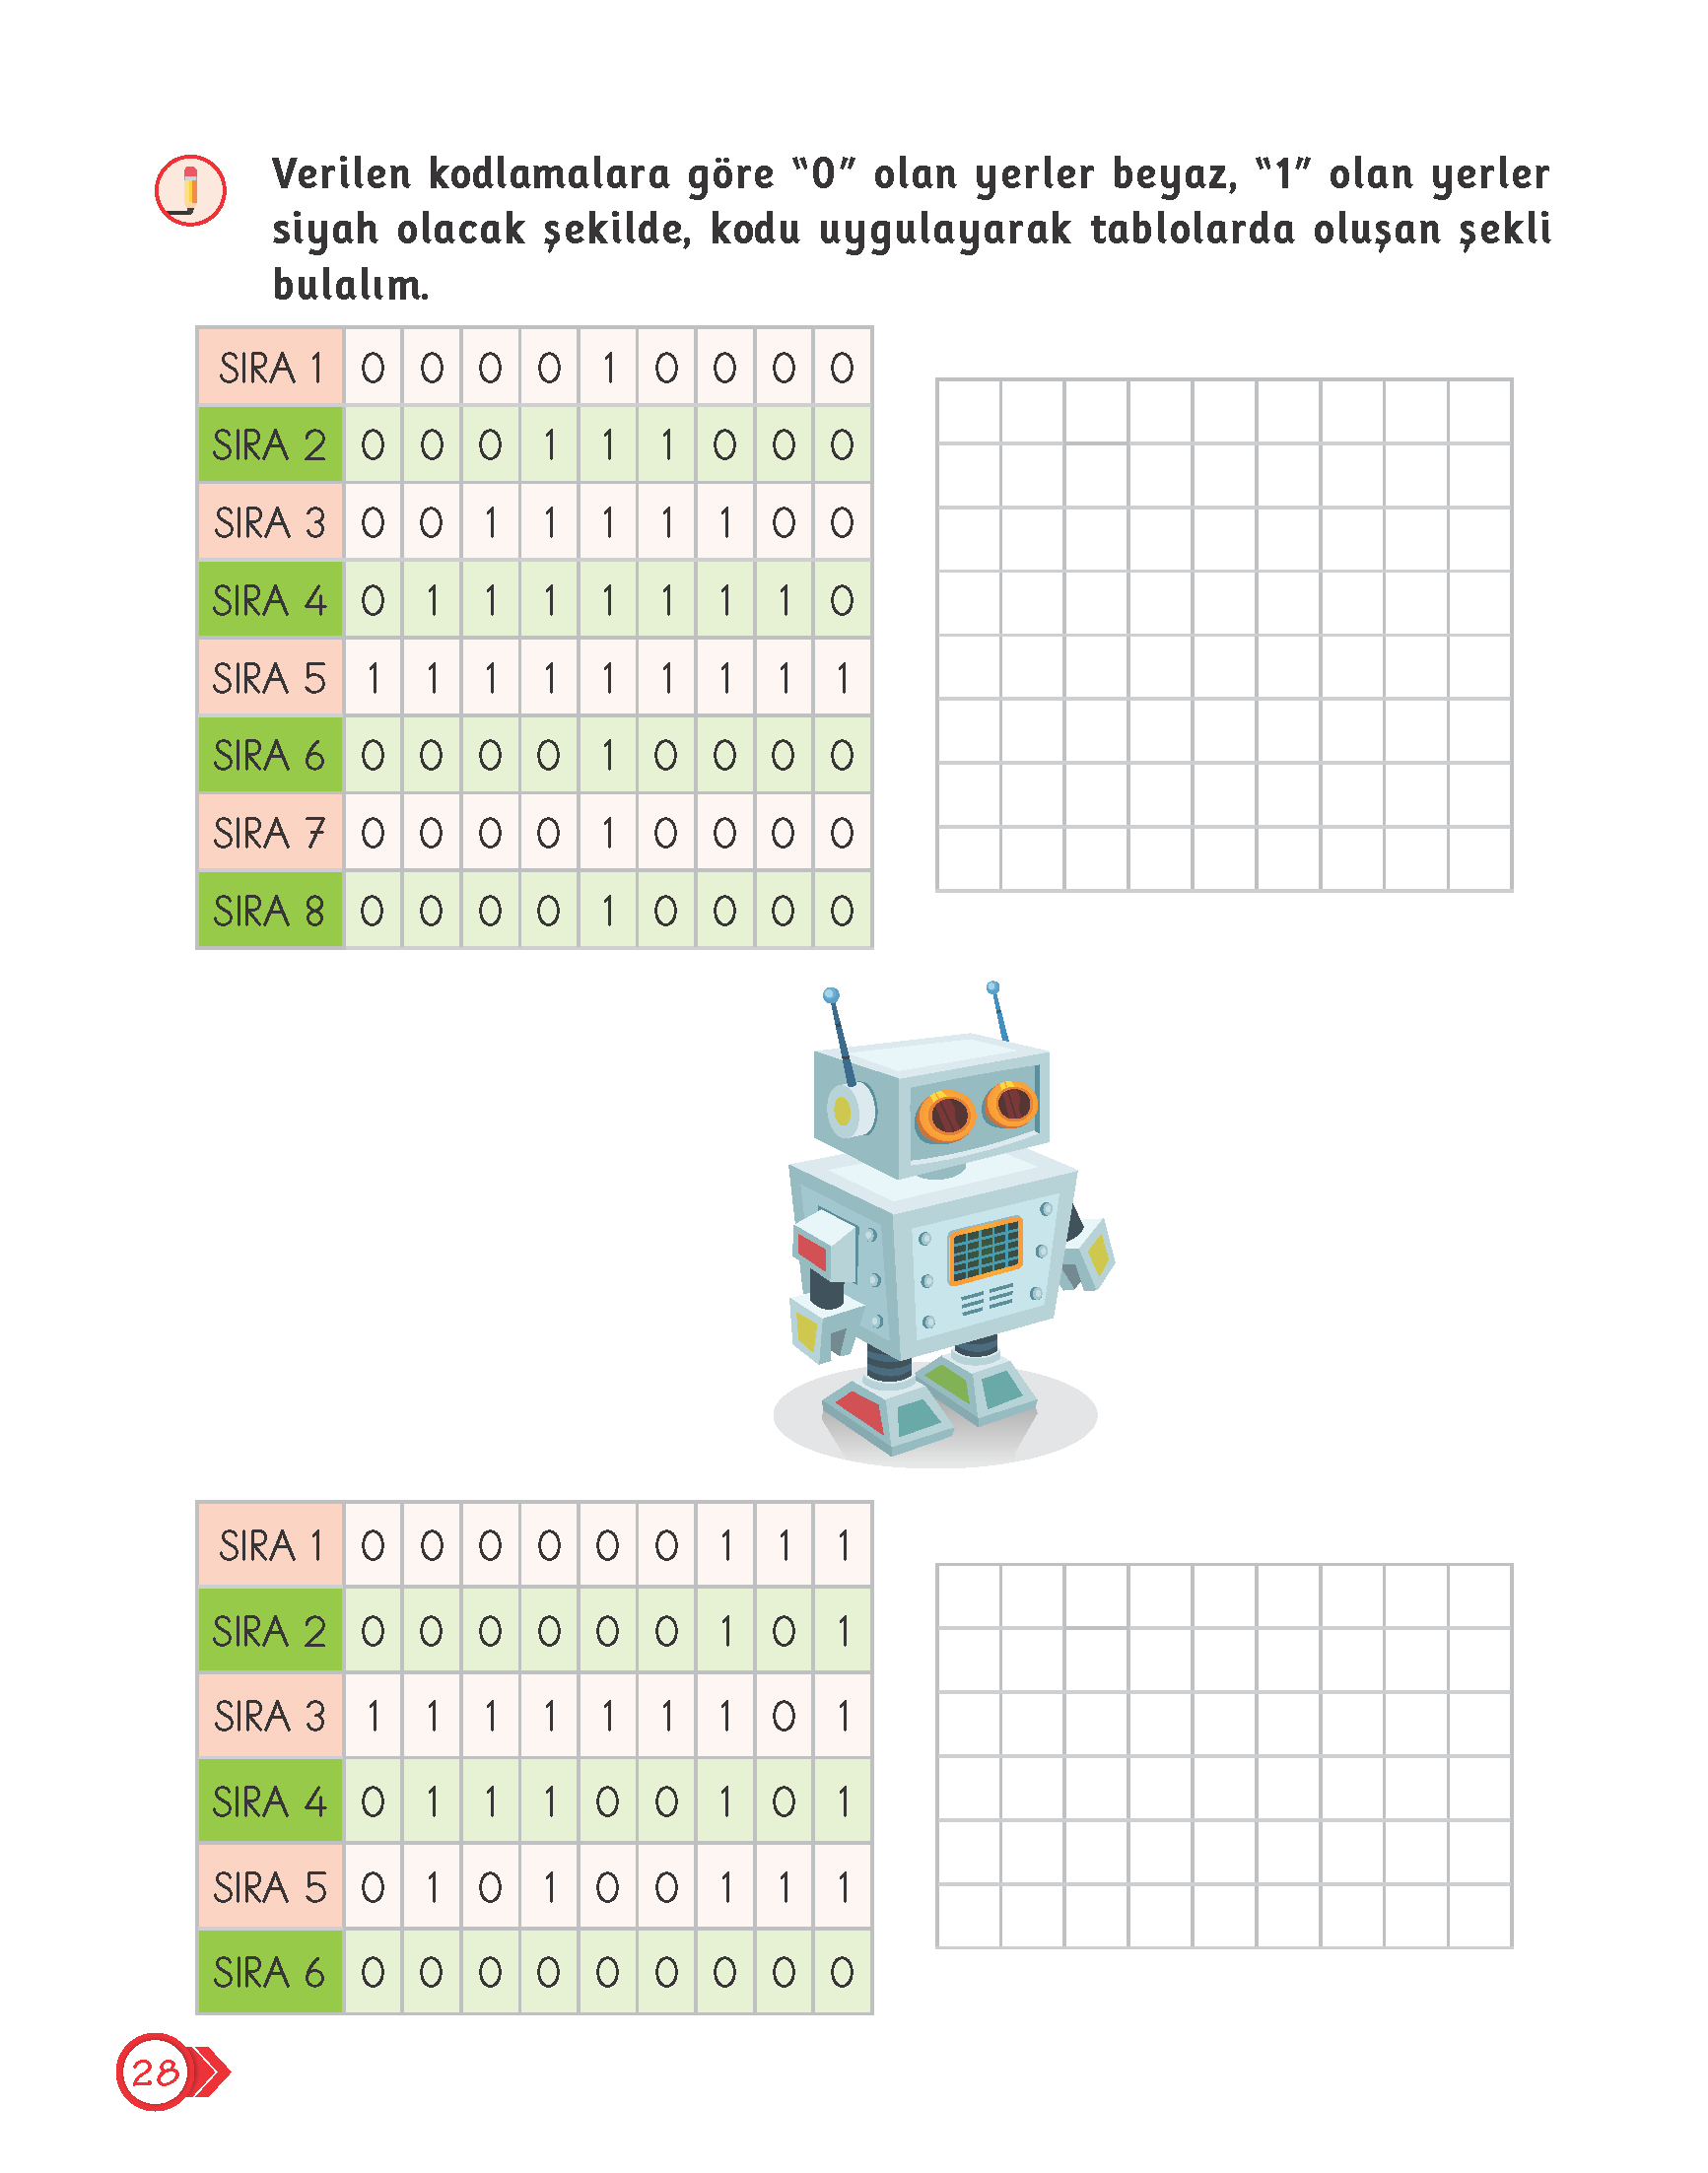 Verilen kodlamalara göre “0” olan yerler beyaz, “1” olan yerler
siyah olacak şekilde, kodu uygulayarak tablolarda oluşan şekli
bulalım.
SIRA 1 0 0 0 0 1 0 0 0 0
SIRA 2 0 0 0 1 1 1 0 0 0
SIRA 3 0 0 1 1 1 1 1 0 0
SIRA 4 0 1 1 1 1 1 1 1 0
SIRA 5 1 1 1 1 1 1 1 1 1
SIRA 6 0 0 0 0 1 0 0 0 0
SIRA 7 0 0 0 0 1 0 0 0 0
SIRA 8 0 0 0 0 1 0 0 0 0
SIRA 1 0 0 0 0 0 0 1 1 1
SIRA 2 0 0 0 0 0 0 1 0 1
SIRA 3 1 1 1 1 1 1 1 0 1
SIRA 4 0 1 1 1 0 0 1 0 1
SIRA 5 0 1 0 1 0 0 1 1 1
SIRA 6 0 0 0 0 0 0 0 0 0
28